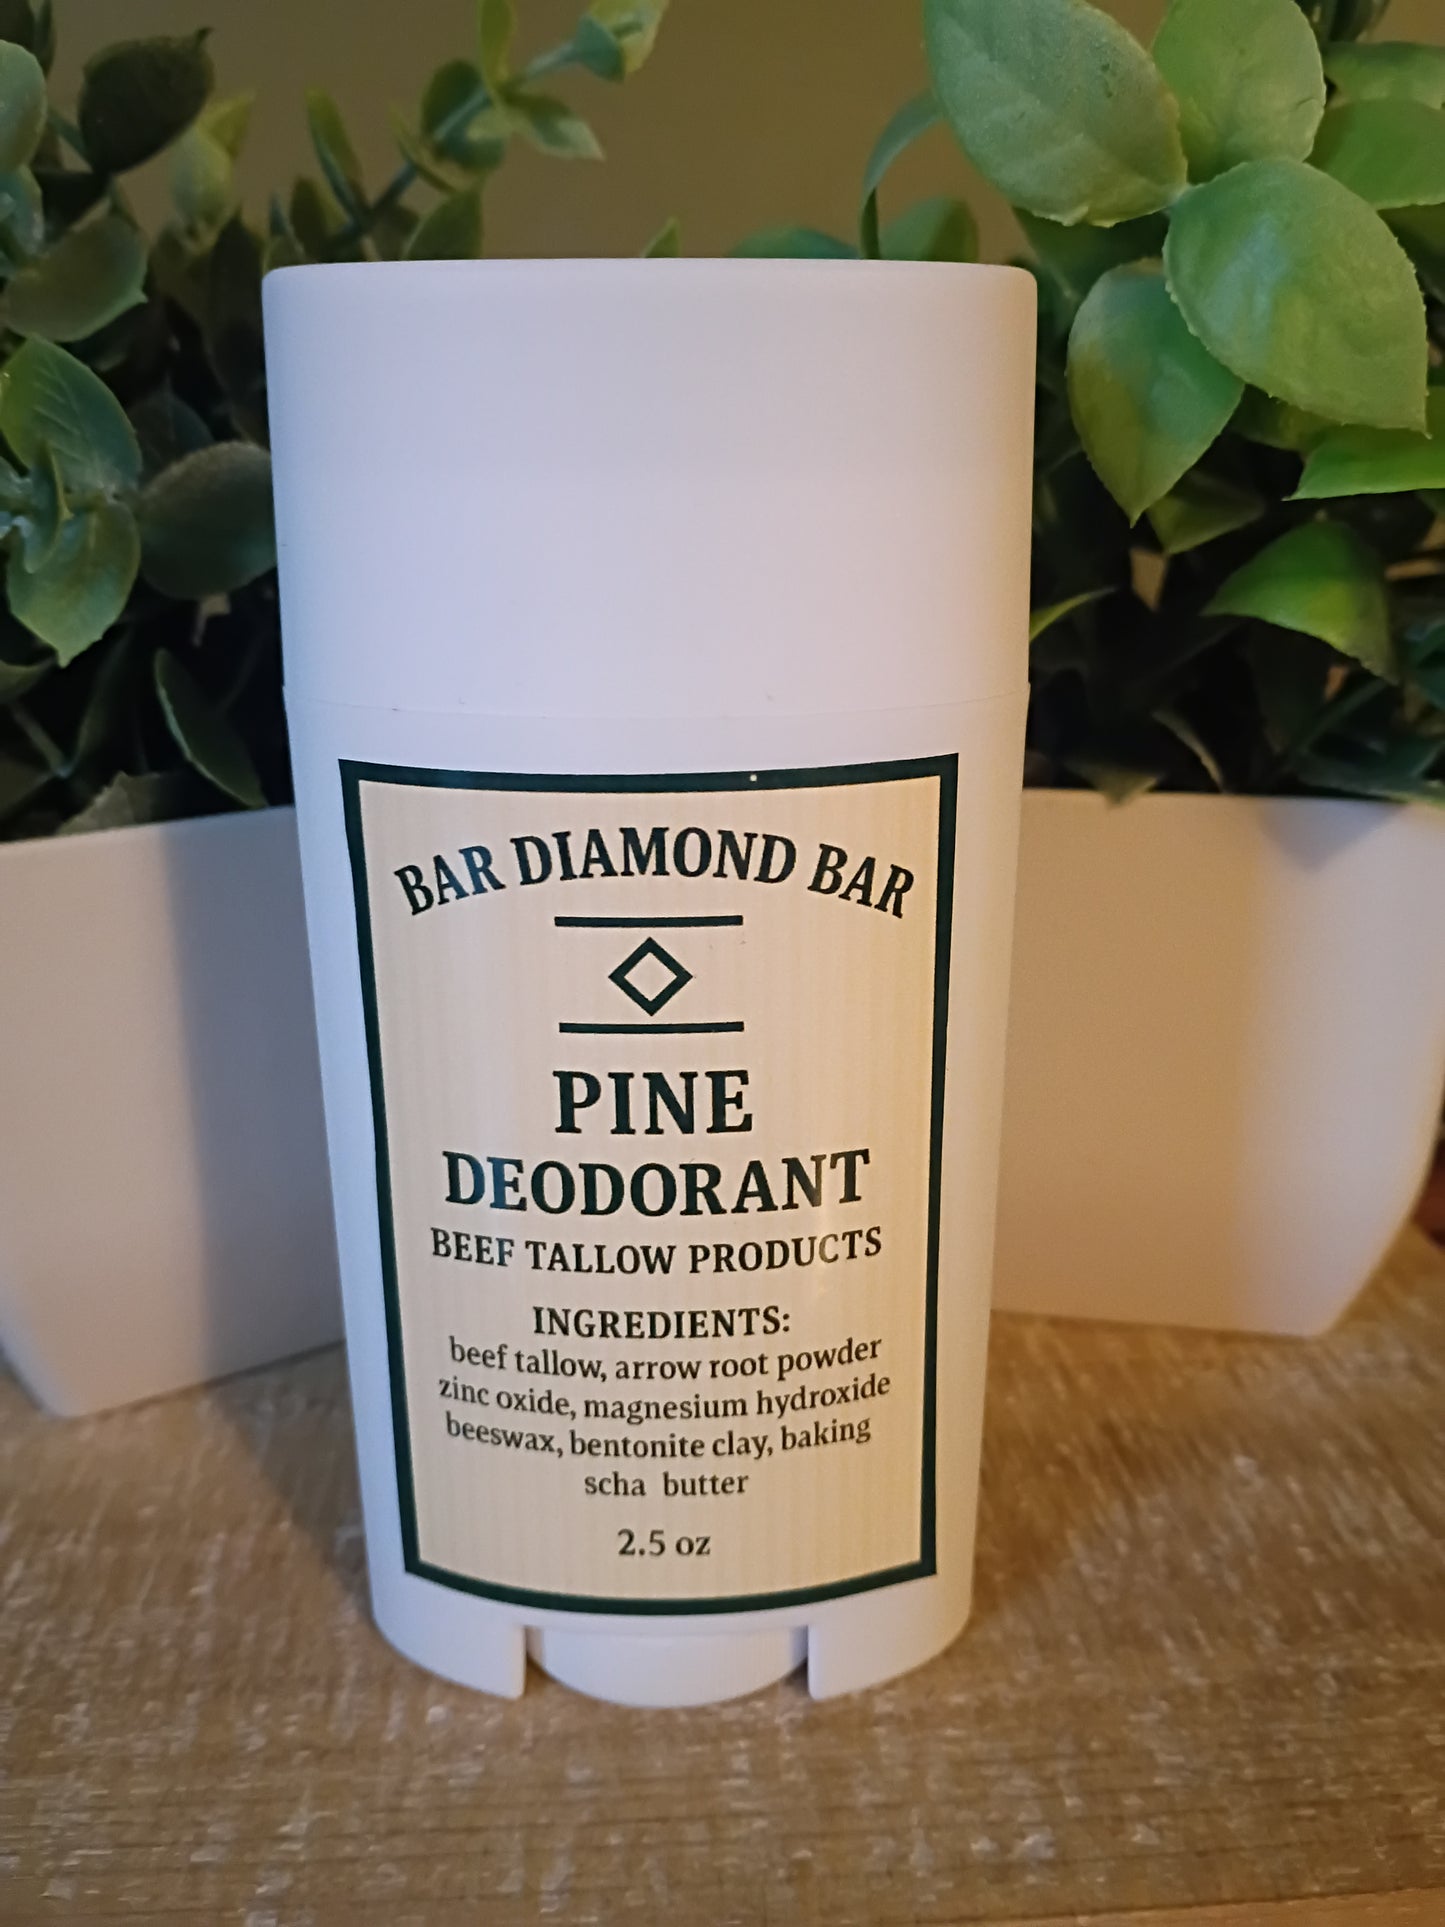 BAR DIAMOND BAR
PINE
DEODORANT
BEEF TALLOW PRODUCTS
INGREDIENTS:
beef tallow, arrow root powder
zinc oxide, magnesium hydroxide
beeswax, bentonite clay, baking
scha butter
2.5 oz